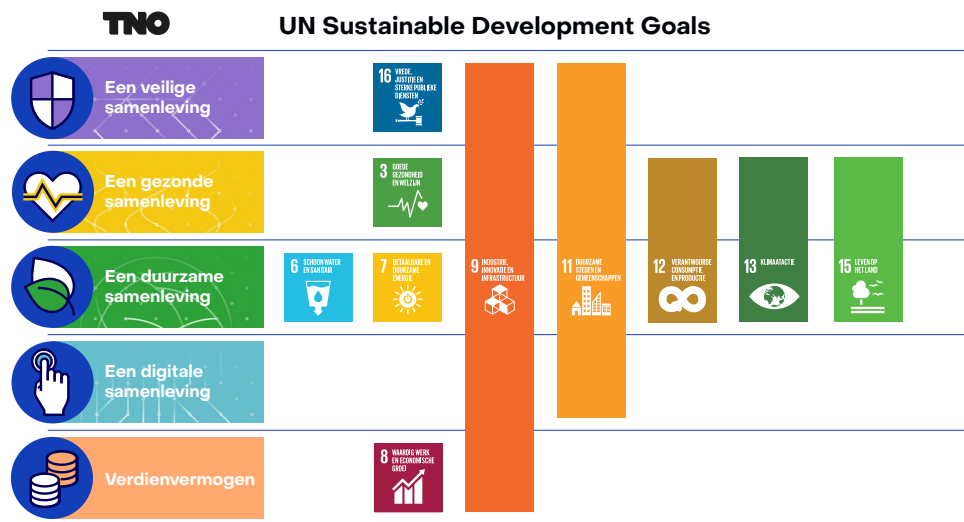 TNO
UN Sustainable Development Goals
Een veilige
samenleving
16 VREDE,
JUSTITIE EN
STERKE PUBLIEKE
DIENSTEN
Een gezonde
samenleving
3 GOEDE
GEZONDHEID
EN WELZIJN
Een duurzame
samenleving
6 SCHOON WATER
EN SANITAIR
7 BETAALBARE EN
DUURZAME
ENERGIE
9 INDUSTRIE,
INNOVATIE EN
INFRASTRUCTUUR
11 DUURZAME
STEDEN EN
GEMEENSCHAPPEN
12 VERANTWOORDE
CONSUMPTIE
EN PRODUCTIE
13 KLIMAATACTIE
15 LEVEN OP
HET LAND
Een digitale
samenleving
Verdienvermogen
8 WAARDIG WERK
EN ECONOMISCHE
GROEI